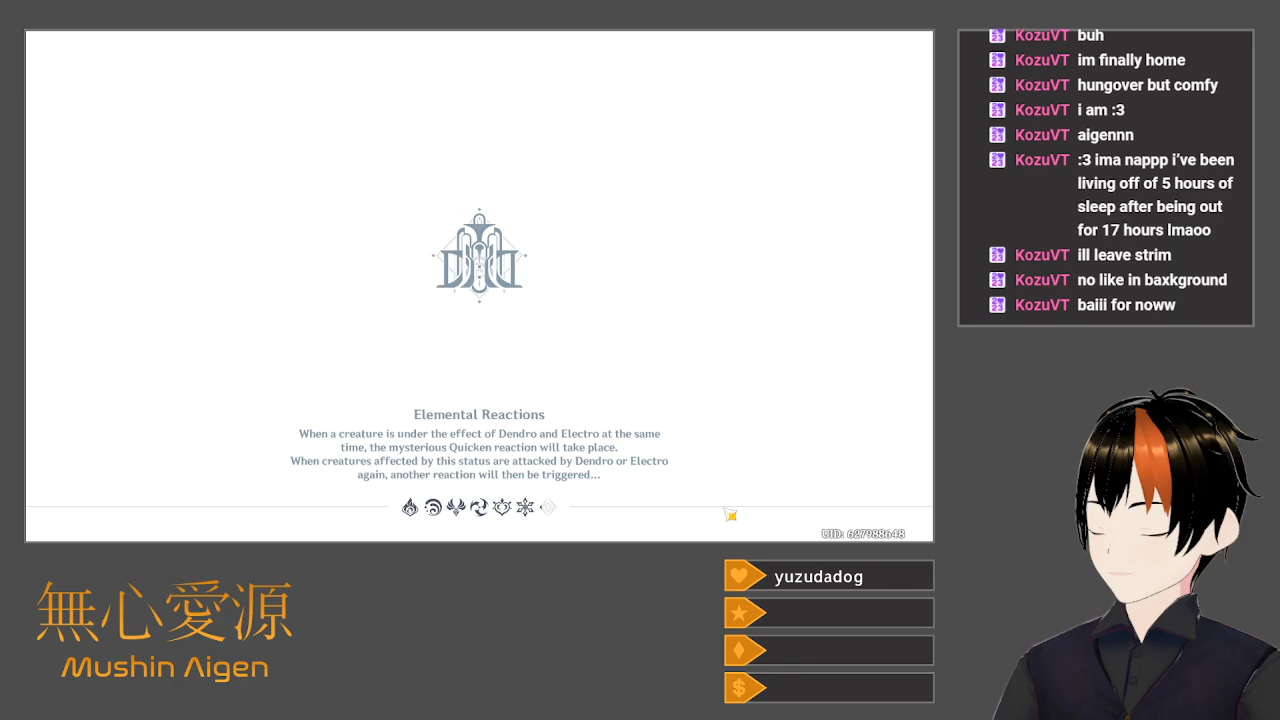 KozuVT buh
KozuVT im finally home
KozuVT hungover but comfy
KozuVT i am :3
KozuVT aigennn
KozuVT :3 ima nappp i've been
living off of 5 hours of
sleep after being out
for 17 hours lmaoo
KozuVT ill leave strim
KozuVT no like in baxkground
KozuVT baiii for noww
Elemental Reactions
When a creature is under the effect of Dendro and Electro at the same
time, the mysterious Quicken reaction will take place.
When creatures affected by this status are attacked by Dendro or Electro
again, another reaction will then be triggered...
UID: 627988648
yuzudadog
無心愛源
Mushin Aigen